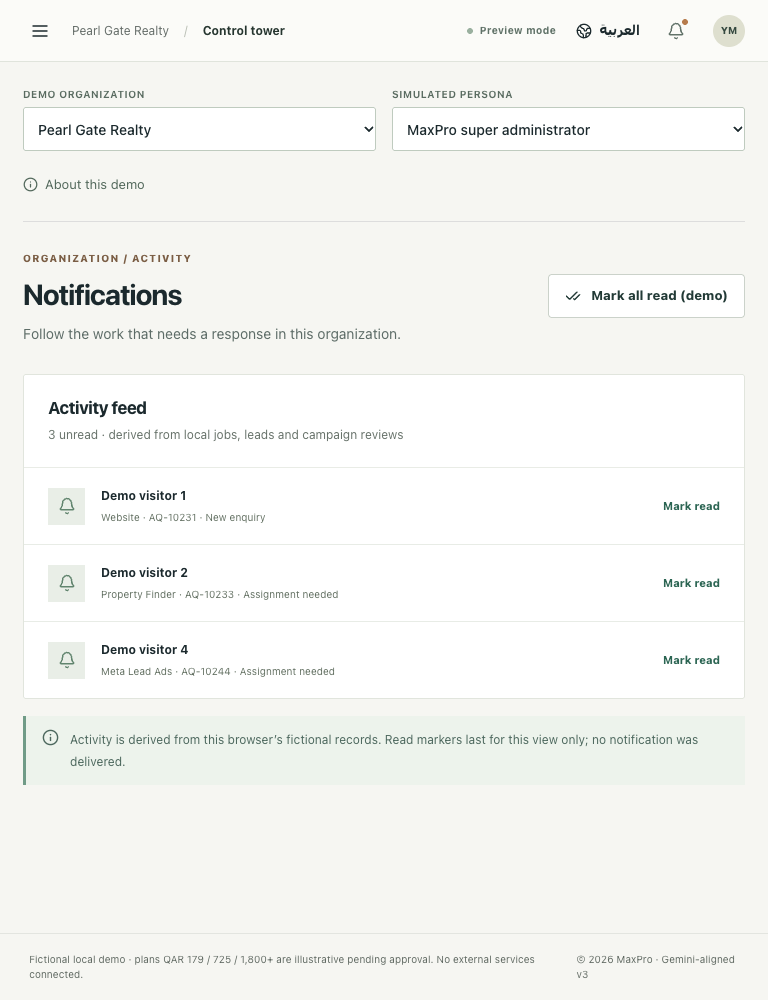 Pearl Gate Realty / Control tower
Preview mode
العربية
YM
DEMO ORGANIZATION
Pearl Gate Realty
SIMULATED PERSONA
MaxPro super administrator
About this demo
ORGANIZATION / ACTIVITY
Notifications
Mark all read (demo)
Follow the work that needs a response in this organization.
Activity feed
3 unread · derived from local jobs, leads and campaign reviews
Demo visitor 1
Website · AQ-10231 · New enquiry
Mark read
Demo visitor 2
Property Finder · AQ-10233 · Assignment needed
Mark read
Demo visitor 4
Meta Lead Ads · AQ-10244 · Assignment needed
Mark read
Activity is derived from this browser's fictional records. Read markers last for this view only; no notification was
delivered.
Fictional local demo · plans QAR 179 / 725 / 1,800+ are illustrative pending approval. No external services
connected.
© 2026 MaxPro · Gemini-aligned
v3